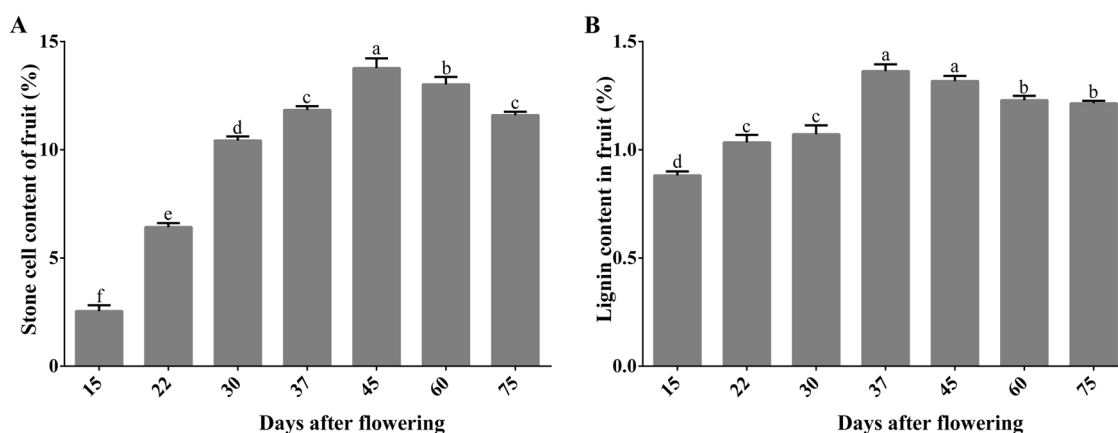 A
Stone cell content of fruit (%)
15
10
5
0
f
e
d
c
a
b
c
15
22
30
37
45
60
75
Days after flowering
B
Lignin content in fruit (%)
1.5
1.0
0.5
0.0
d
c
c
a
a
b
b
15
22
30
37
45
60
75
Days after flowering